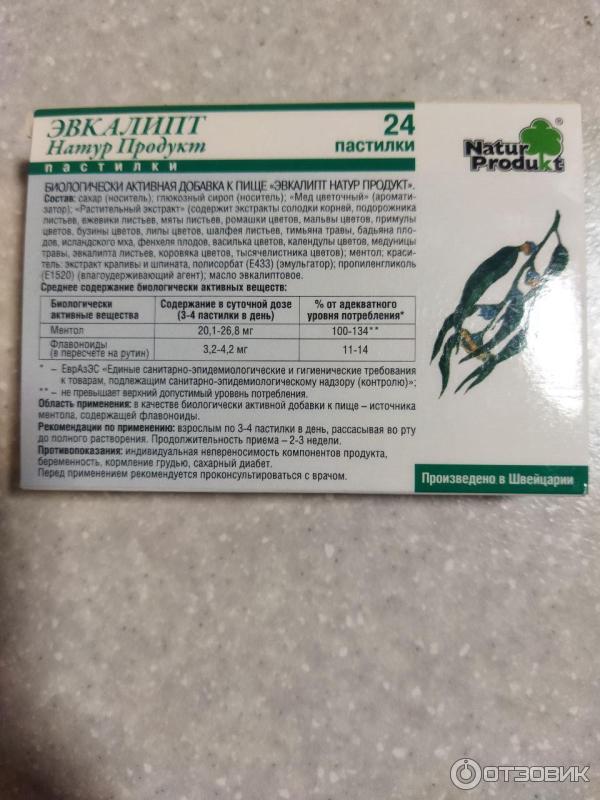 ЭВКАЛИПТ
Натур Продукт
24
пастилки
пастилки
Natur
Produkt
®
БИОЛОГИЧЕСКИ АКТИВНАЯ ДОБАВКА К ПИЩЕ «ЭВКАЛИПТ НАТУР ПРОДУКТ».
Состав: сахар (носитель); глюкозный сироп (носитель); «Мед цветочный» (аромати-
затор); «Растительный экстракт» (содержит экстракты солодки корней, подорожника
листьев, ежевики листьев, мяты листьев, ромашки цветов, мальвы цветов, примулы
цветов, бузины цветов, липы цветов, шалфея листьев, тимьяна травы, бадьяна пло-
дов, исландского мха, фенхеля плодов, василька цветов, календулы цветов, медуницы
травы, эвкалипта листьев, коровяка цветов, тысячелистника цветов); ментол; краси-
тель: экстракт крапивы и шпината, полисорбат (Е433) (эмульгатор); пропиленгликоль
(Е1520) (влагоудерживающий агент); масло эвкалиптовое.
Среднее содержание биологически активных веществ:
Биологически активные вещества | Содержание в суточной дозе (3-4 пастилки в день) | % от адекватного уровня потребления*
Ментол | 20,1-26,8 мг | 100-134**
Флавоноиды (в пересчете на рутин) | 3,2-4,2 мг | 11-14
* – ЕврАзЭС «Единые санитарно-эпидемиологические и гигиенические требования
к товарам, подлежащим санитарно-эпидемиологическому надзору (контролю)»;
** – не превышает верхний допустимый уровень потребления.
Область применения: в качестве биологически активной добавки к пище – источника
ментола, содержащей флавоноиды.
Рекомендации по применению: взрослым по 3-4 пастилки в день, рассасывая во рту
до полного растворения. Продолжительность приема – 2-3 недели.
Противопоказания: индивидуальная непереносимость компонентов продукта,
беременность, кормление грудью, сахарный диабет.
Перед применением рекомендуется проконсультироваться с врачом.
Произведено в Швейцарии
ОТЗОВИК